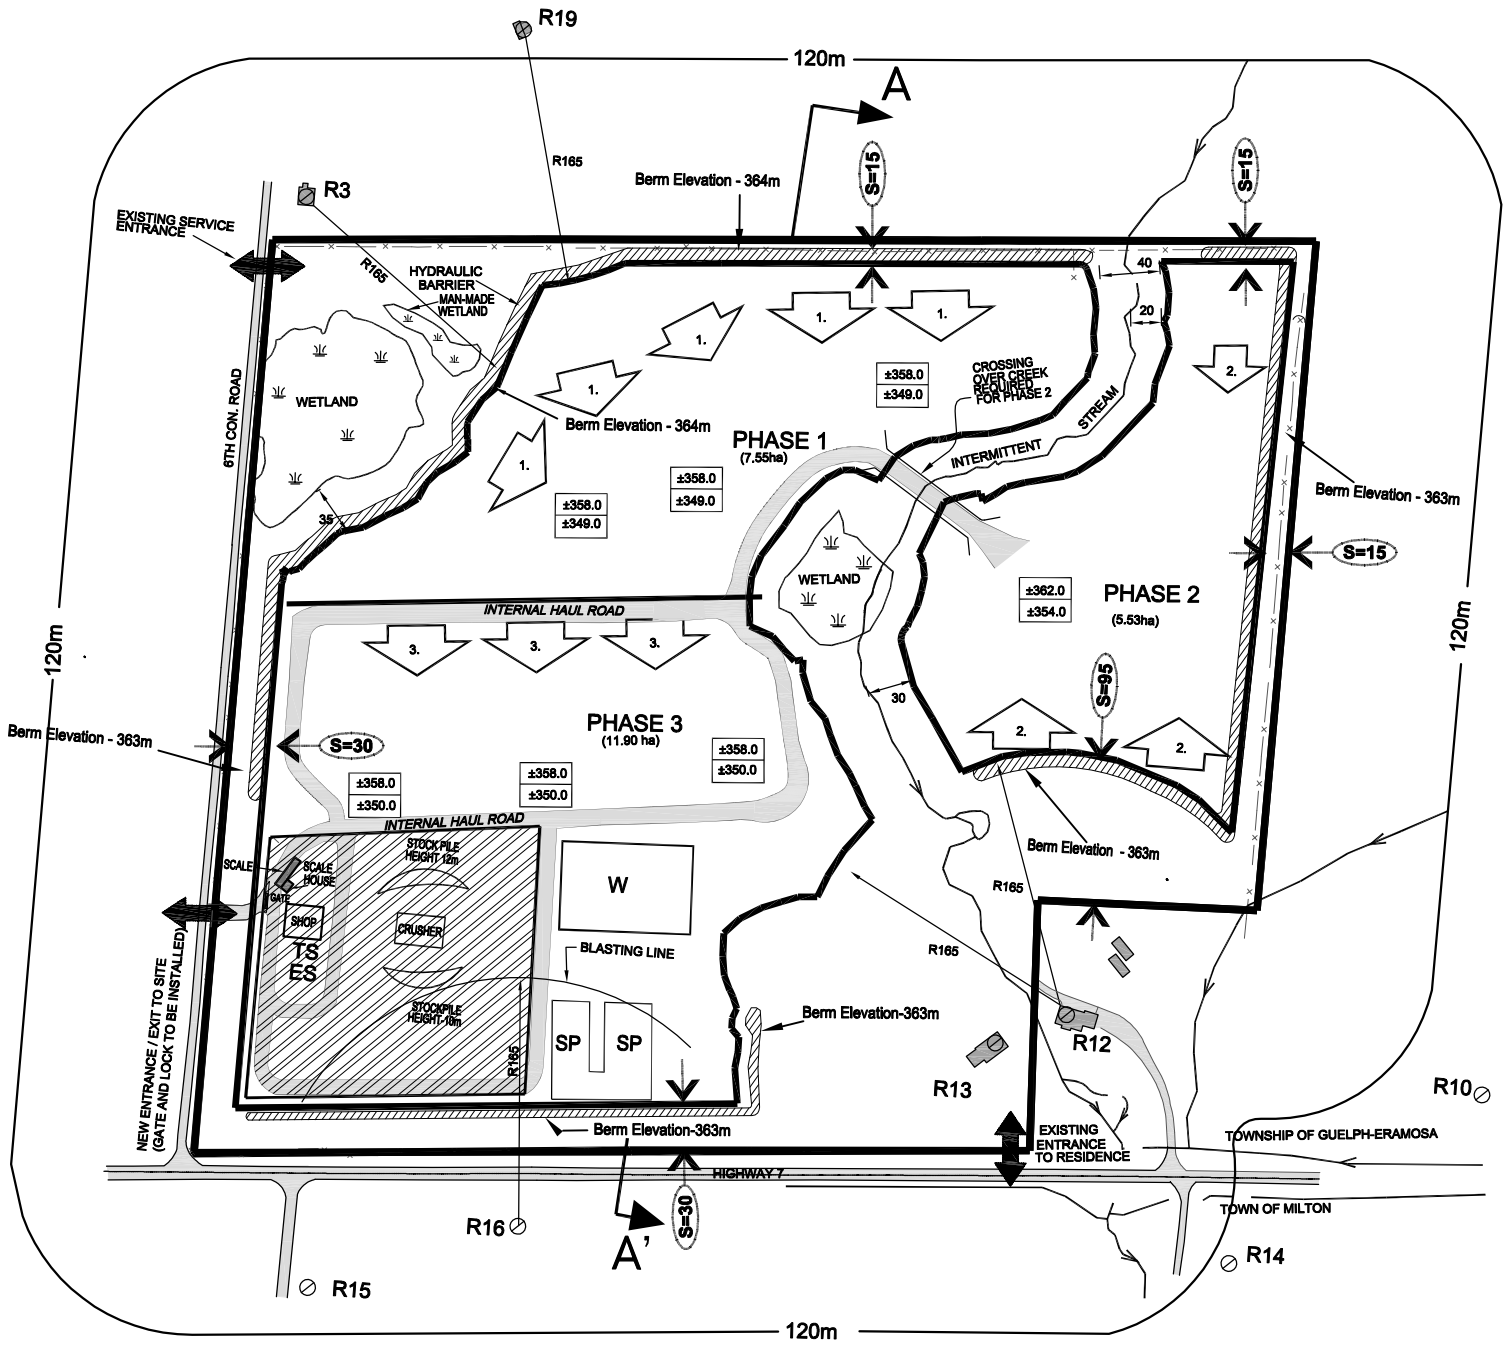 R19
120m
A
R165
S=15
S=15
Berm Elevation - 364m
R3
EXISTING SERVICE
ENTRANCE
R165
HYDRAULIC
BARRIER
MAN-MADE
WETLAND
40
20
1.
1.
1.
1.
1.
2.
±358.0
±349.0
CROSSING
OVER CREEK
REQUIRED
FOR PHASE 2
6TH CON. ROAD
WETLAND
Berm Elevation - 364m
STREAM
INTERMITTENT
PHASE 1
(7.55ha)
±358.0
±349.0
±358.0
±349.0
35
Berm Elevation - 363m
S=15
WETLAND
±362.0
±354.0
PHASE 2
(5.53ha)
INTERNAL HAUL ROAD
120m
120m
3.
3.
3.
S=95
30
PHASE 3
(11.90 ha)
2.
2.
Berm Elevation - 363m
S=30
±358.0
±350.0
±358.0
±350.0
±358.0
±350.0
INTERNAL HAUL ROAD
STOCK PILE
HEIGHT 12m
Berm Elevation - 363m
SCALE
SCALE
HOUSE
GATE
SHOP
TS
ES
CRUSHER
W
R165
R165
BLASTING LINE
STOCKPILE
HEIGHT-10m
NEW ENTRANCE / EXIT TO SITE
(GATE AND LOCK TO BE INSTALLED)
SP
SP
R165
Berm Elevation-363m
R12
R13
R10
Berm Elevation-363m
EXISTING
ENTRANCE
TO RESIDENCE
TOWNSHIP OF GUELPH-ERAMOSA
HIGHWAY 7
TOWN OF MILTON
R16
S=30
A'
R14
R15
120m